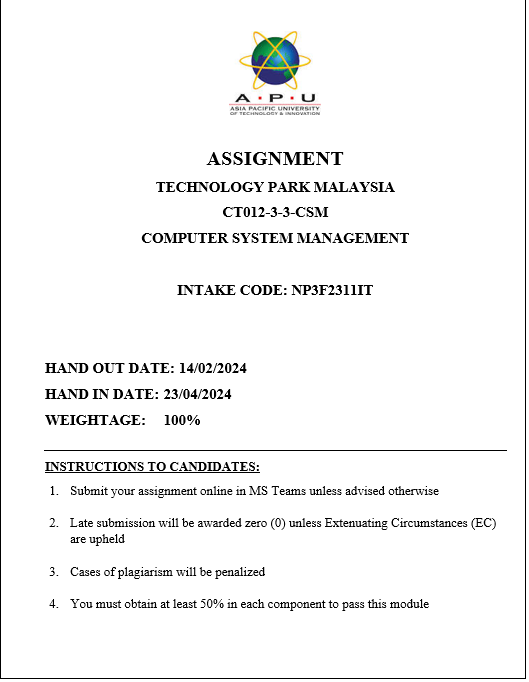 A • P • U
ASIA PACIFIC UNIVERSITY
OF TECHNOLOGY & INNOVATION
ASSIGNMENT
TECHNOLOGY PARK MALAYSIA
CT012-3-3-CSM
COMPUTER SYSTEM MANAGEMENT
INTAKE CODE: NP3F2311IT
HAND OUT DATE: 14/02/2024
HAND IN DATE: 23/04/2024
WEIGHTAGE: 100%
INSTRUCTIONS TO CANDIDATES:
1. Submit your assignment online in MS Teams unless advised otherwise
2. Late submission will be awarded zero (0) unless Extenuating Circumstances (EC)
are upheld
3. Cases of plagiarism will be penalized
4. You must obtain at least 50% in each component to pass this module